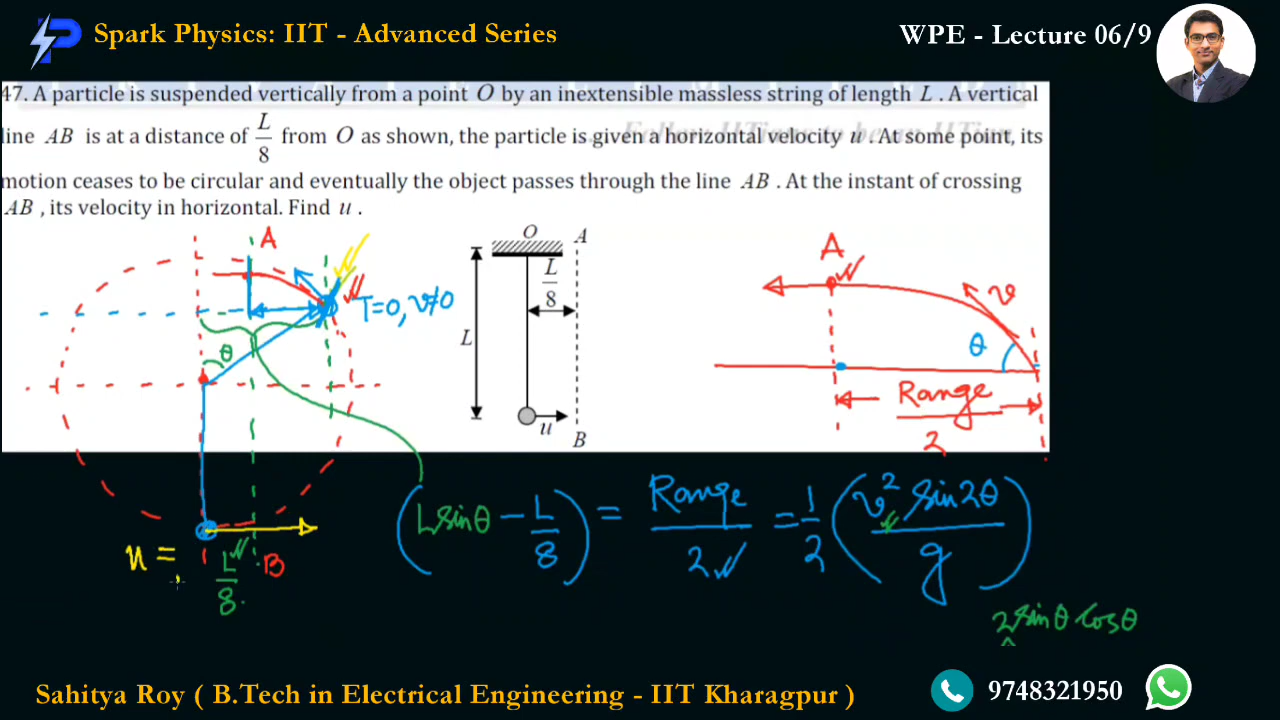 Spark Physics: IIT - Advanced Series
WPE - Lecture 06/9
47. A particle is suspended vertically from a point O by an inextensible massless string of length L. A vertical
line AB is at a distance of L/8 from O as shown, the particle is given a horizontal velocity u. At some point, its
motion ceases to be circular and eventually the object passes through the line AB. At the instant of crossing
AB, its velocity in horizontal. Find u.
A
T=0, v≠0
θ
u =
L/8
B
O
A
L/8
L
u
B
A
v
θ
Range/2
(L sinθ - L/8) = Range/2 = 1/2 (v² sin2θ/g)
2 sinθ cosθ
Sahitya Roy ( B.Tech in Electrical Engineering - IIT Kharagpur )
9748321950